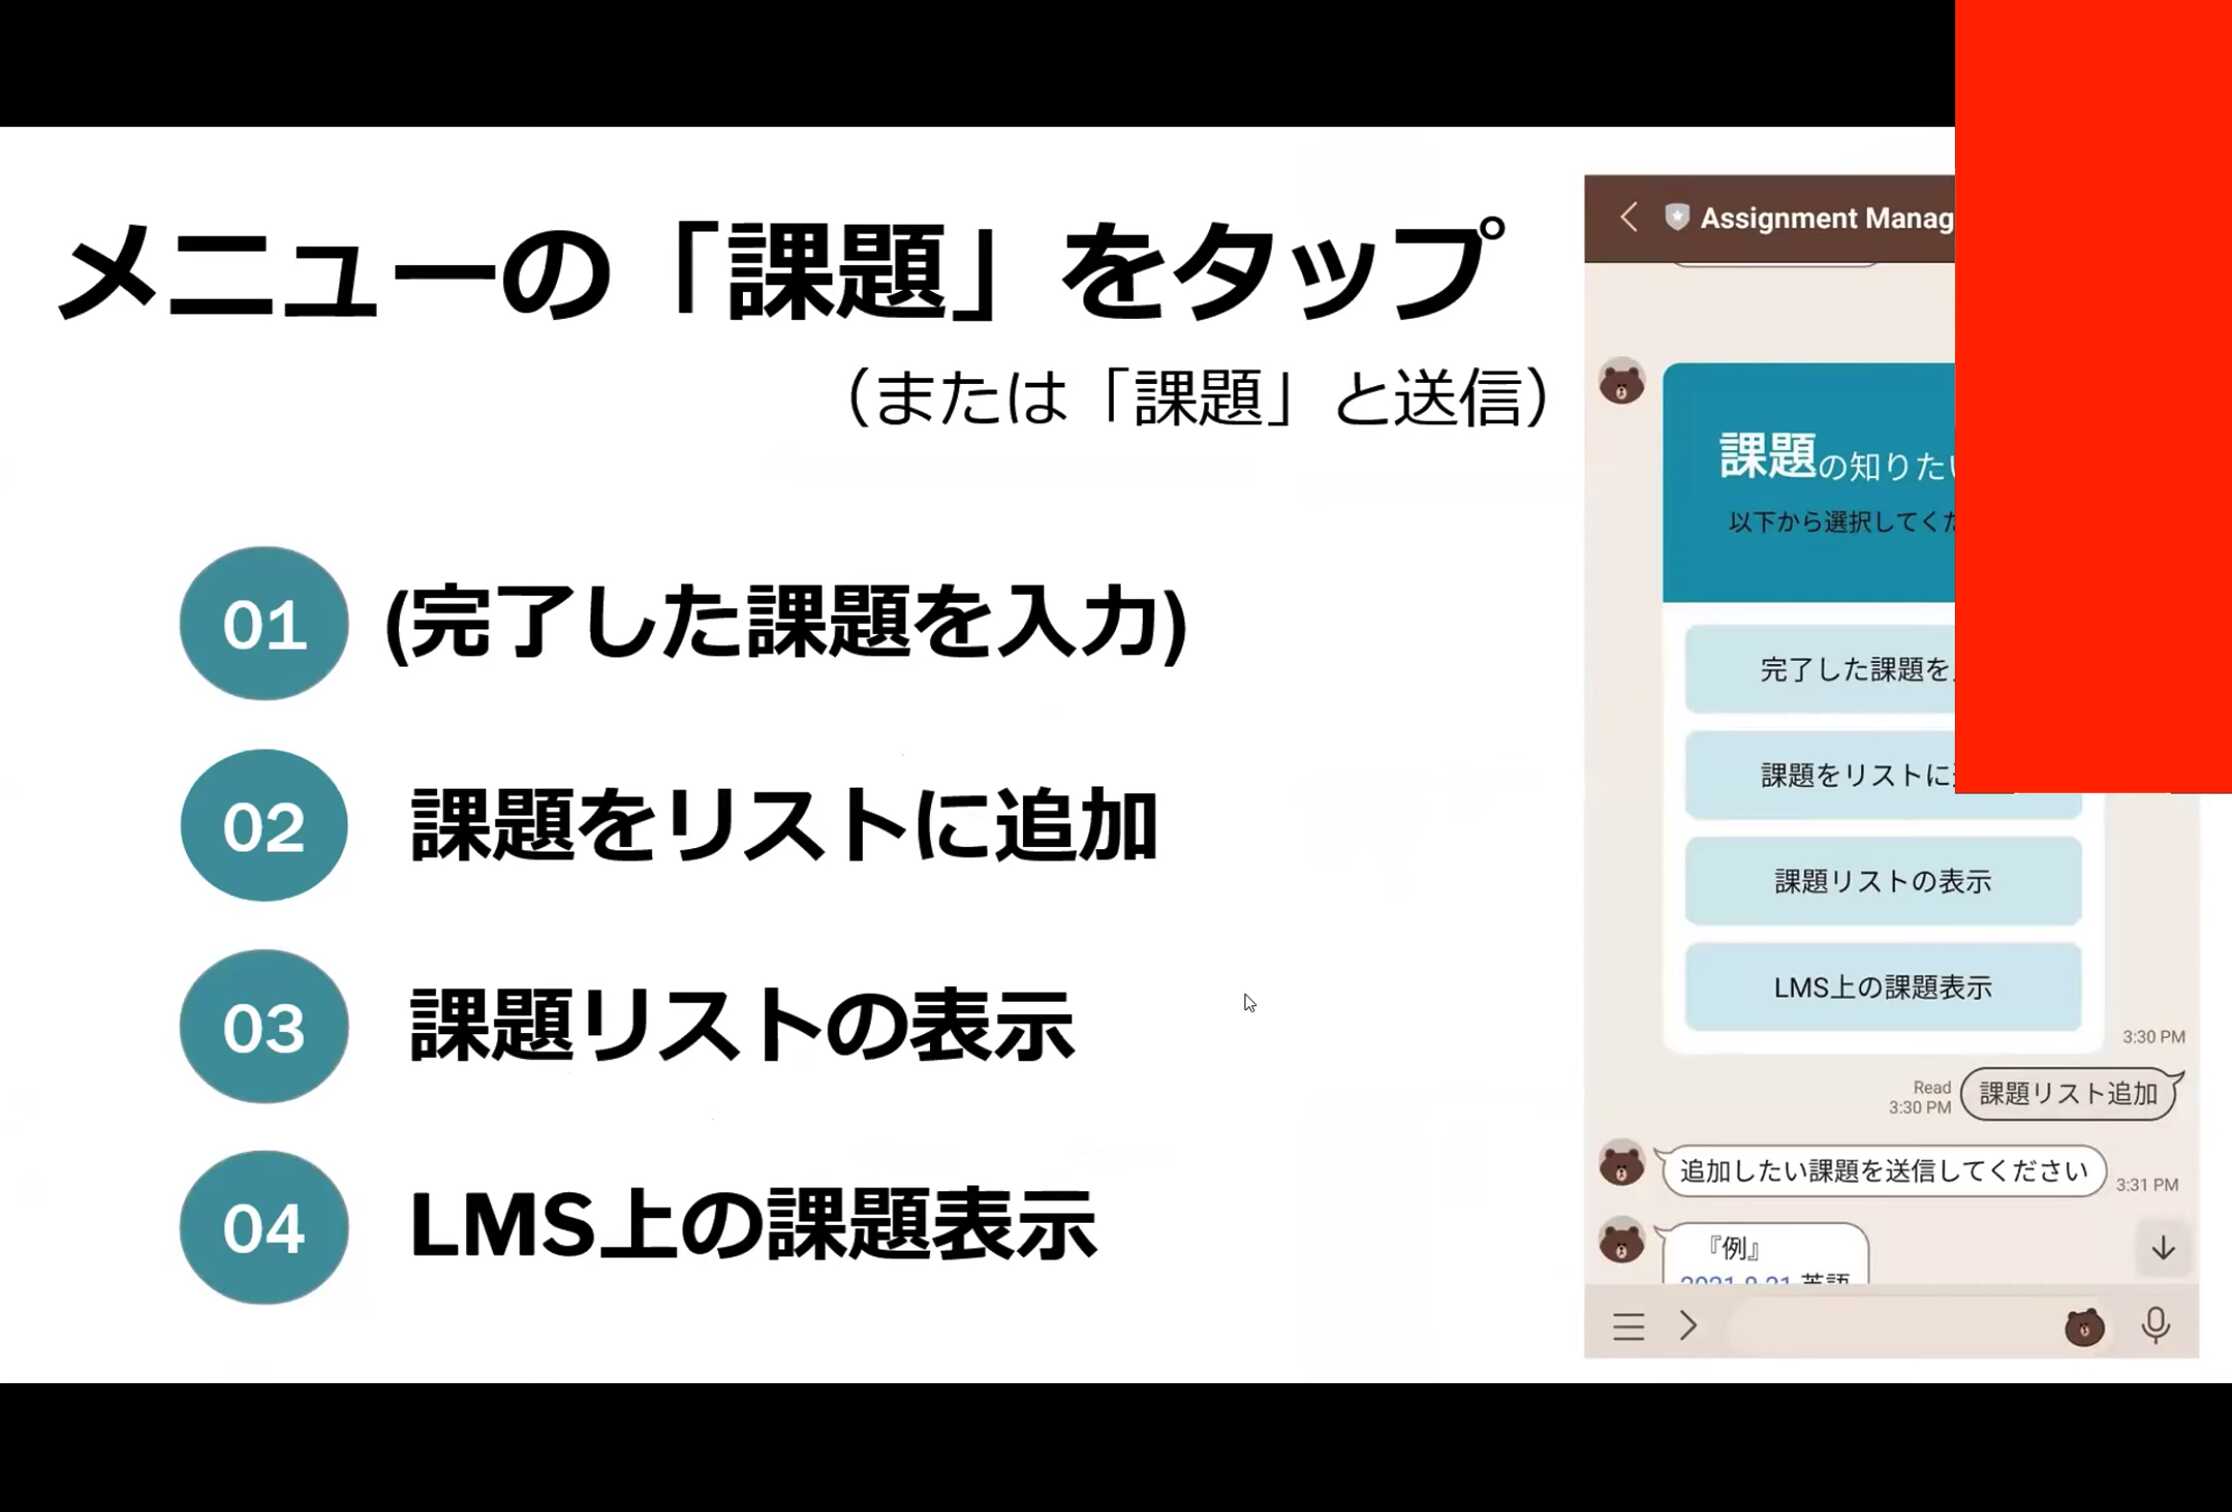 メニューの「課題」をタップ
（または「課題」と送信）
01 (完了した課題を入力)
02 課題をリストに追加
03 課題リストの表示
04 LMS上の課題表示
Assignment Manag
課題の知りたい
以下から選択してくだ
完了した課題を
課題をリストに
課題リストの表示
LMS上の課題表示
3:30 PM
Read
3:30 PM
課題リスト追加
追加したい課題を送信してください
3:31 PM
『例』
2021.9.21 英語